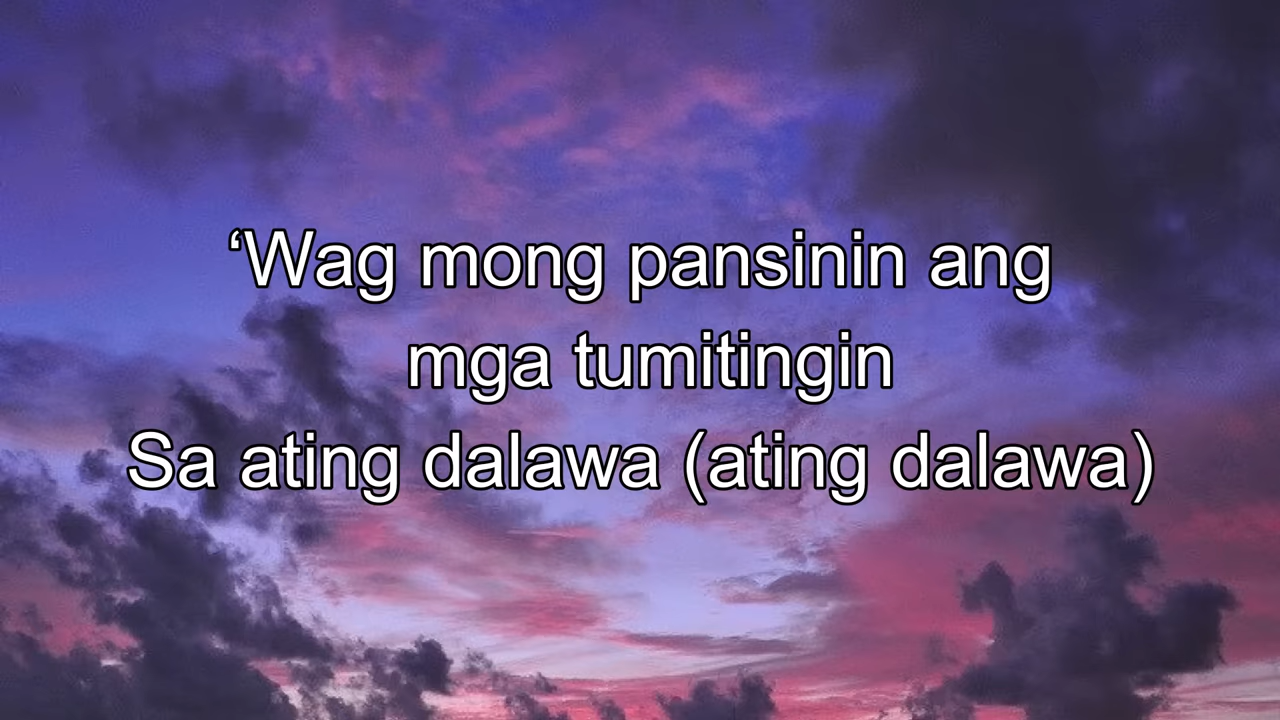 ‘Wag mong pansinin ang
mga tumitingin
Sa ating dalawa (ating dalawa)